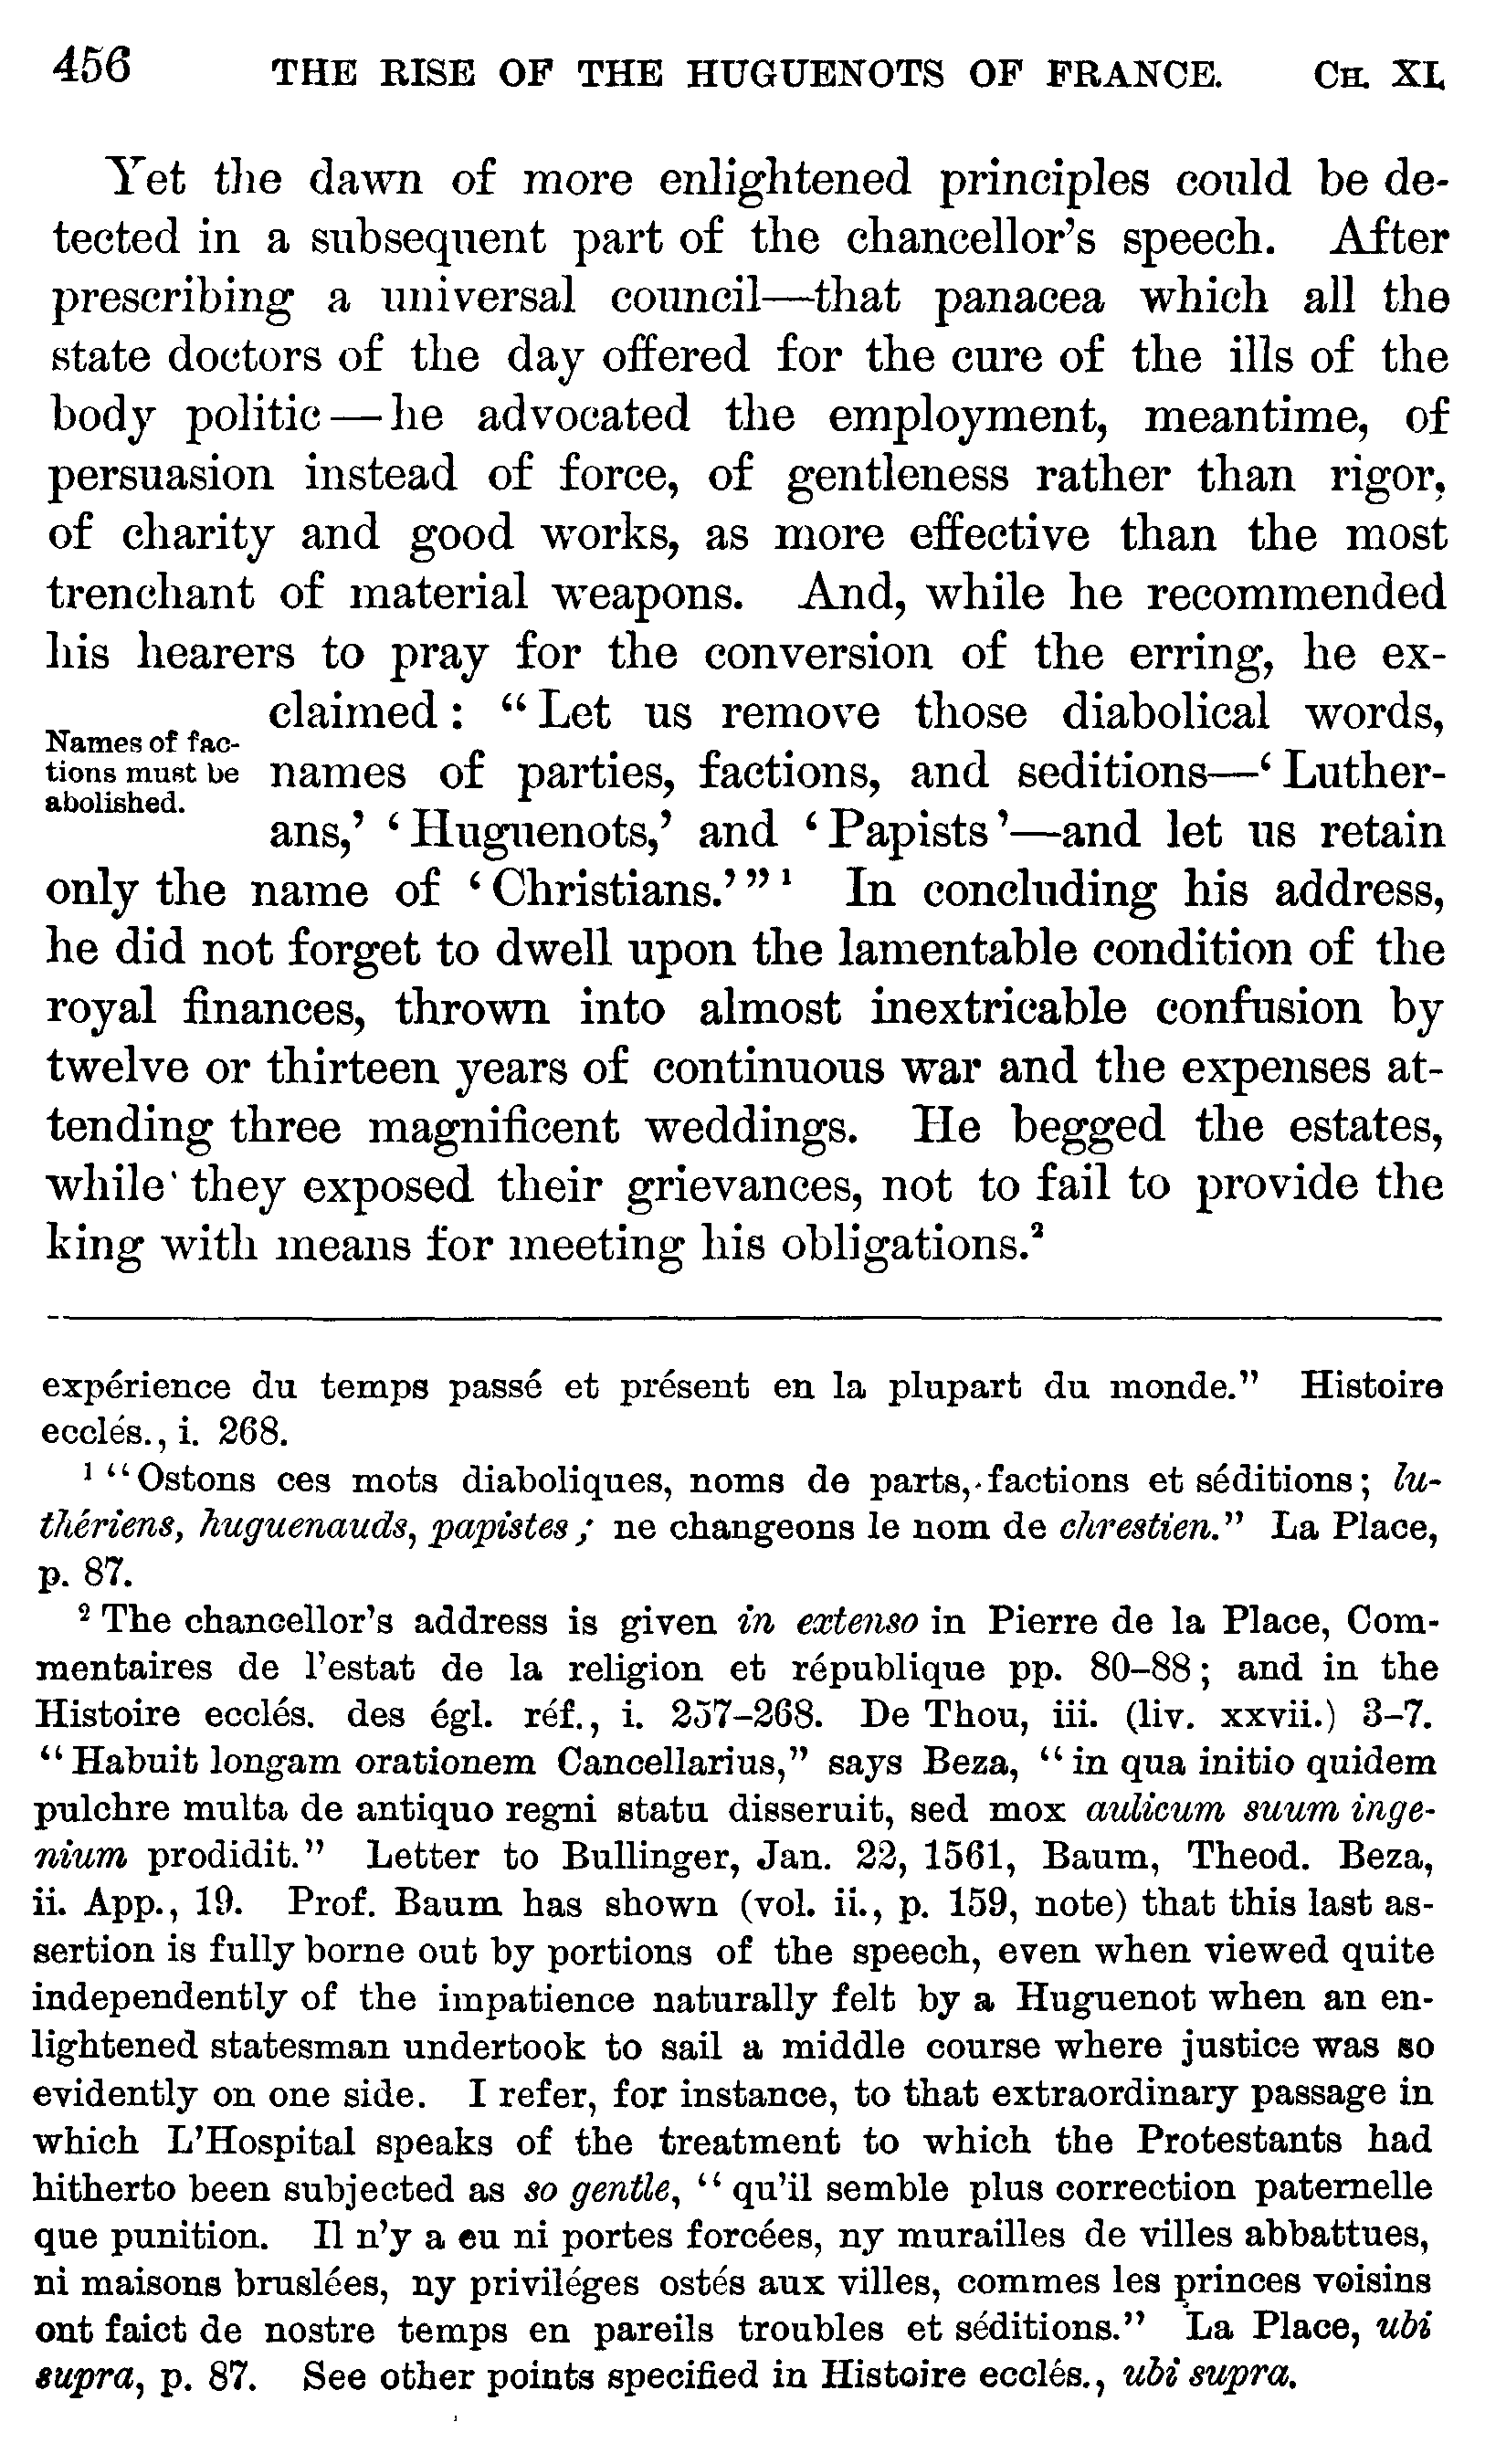 456 THE RISE OF THE HUGUENOTS OF FRANCE. CH. XI.
Yet the dawn of more enlightened principles could be de-
tected in a subsequent part of the chancellor's speech. After
prescribing a universal council—that panacea which all the
state doctors of the day offered for the cure of the ills of the
body politic—he advocated the employment, meantime, of
persuasion instead of force, of gentleness rather than rigor,
of charity and good works, as more effective than the most
trenchant of material weapons. And, while he recommended
his hearers to pray for the conversion of the erring, he ex-
claimed: "Let us remove those diabolical words,
Names of fac-
tions must be
abolished.
names of parties, factions, and seditions—'Luther-
ans,' 'Huguenots,' and 'Papists'—and let us retain
only the name of 'Christians.'"¹ In concluding his address,
he did not forget to dwell upon the lamentable condition of the
royal finances, thrown into almost inextricable confusion by
twelve or thirteen years of continuous war and the expenses at-
tending three magnificent weddings. He begged the estates,
while they exposed their grievances, not to fail to provide the
king with means for meeting his obligations.²
expérience du temps passé et présent en la plupart du monde." Histoire
ecclés., i. 268.
¹ "Ostons ces mots diaboliques, noms de parts, factions et séditions; lu-
thériens, huguenauds, papistes; ne changeons le nom de chrestien." La Place,
p. 87.
² The chancellor's address is given in extenso in Pierre de la Place, Com-
mentaires de l'estat de la religion et république pp. 80–88; and in the
Histoire ecclés. des égl. réf., i. 257–268. De Thou, iii. (liv. xxvii.) 3–7.
"Habuit longam orationem Cancellarius," says Beza, "in qua initio quidem
pulchre multa de antiquo regni statu disseruit, sed mox aulicum suum inge-
nium prodidit." Letter to Bullinger, Jan. 22, 1561, Baum, Theod. Beza,
ii. App., 19. Prof. Baum has shown (vol. ii., p. 159, note) that this last as-
sertion is fully borne out by portions of the speech, even when viewed quite
independently of the impatience naturally felt by a Huguenot when an en-
lightened statesman undertook to sail a middle course where justice was so
evidently on one side. I refer, for instance, to that extraordinary passage in
which L'Hospital speaks of the treatment to which the Protestants had
hitherto been subjected as so gentle, "qu'il semble plus correction paternelle
que punition. Il n'y a eu ni portes forcées, ny murailles de villes abbattues,
ni maisons bruslées, ny priviléges ostés aux villes, commes les princes voisins
ont faict de nostre temps en pareils troubles et séditions." La Place, ubi
supra, p. 87. See other points specified in Histoire ecclés., ubi supra.